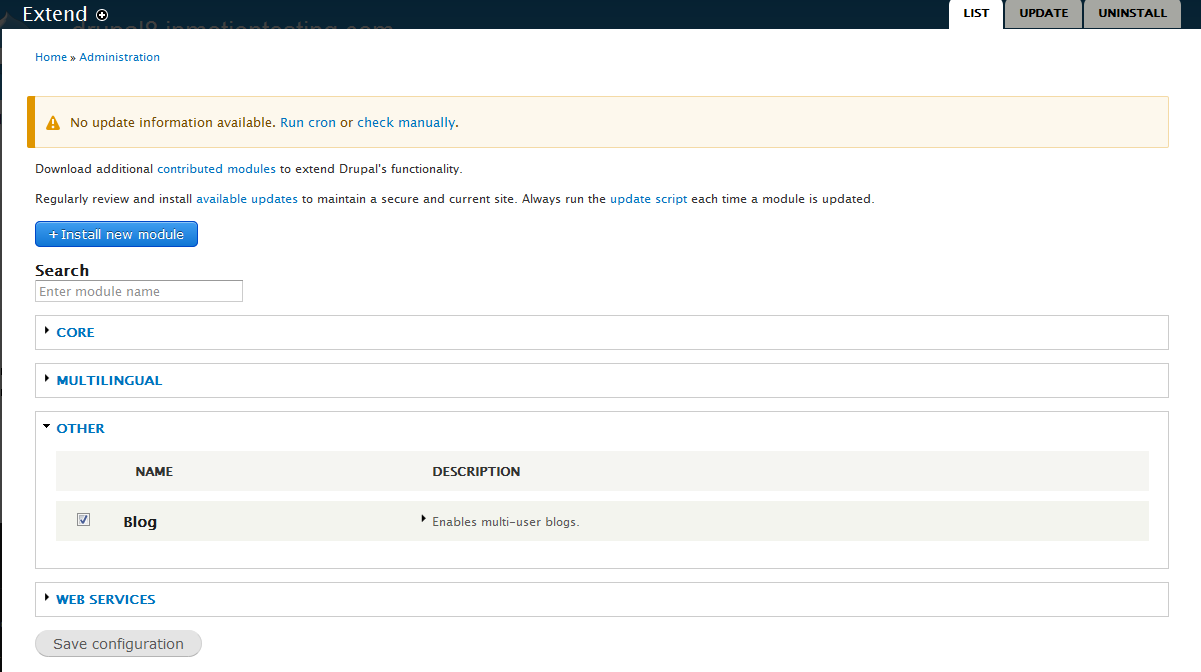 Extend
drupal8.inmotiontesting.com
LIST
UPDATE
UNINSTALL
Home » Administration
No update information available. Run cron or check manually.
Download additional contributed modules to extend Drupal's functionality.
Regularly review and install available updates to maintain a secure and current site. Always run the update script each time a module is updated.
+ Install new module
Search
Enter module name
CORE
MULTILINGUAL
OTHER
NAME DESCRIPTION
Blog Enables multi-user blogs.
WEB SERVICES
Save configuration